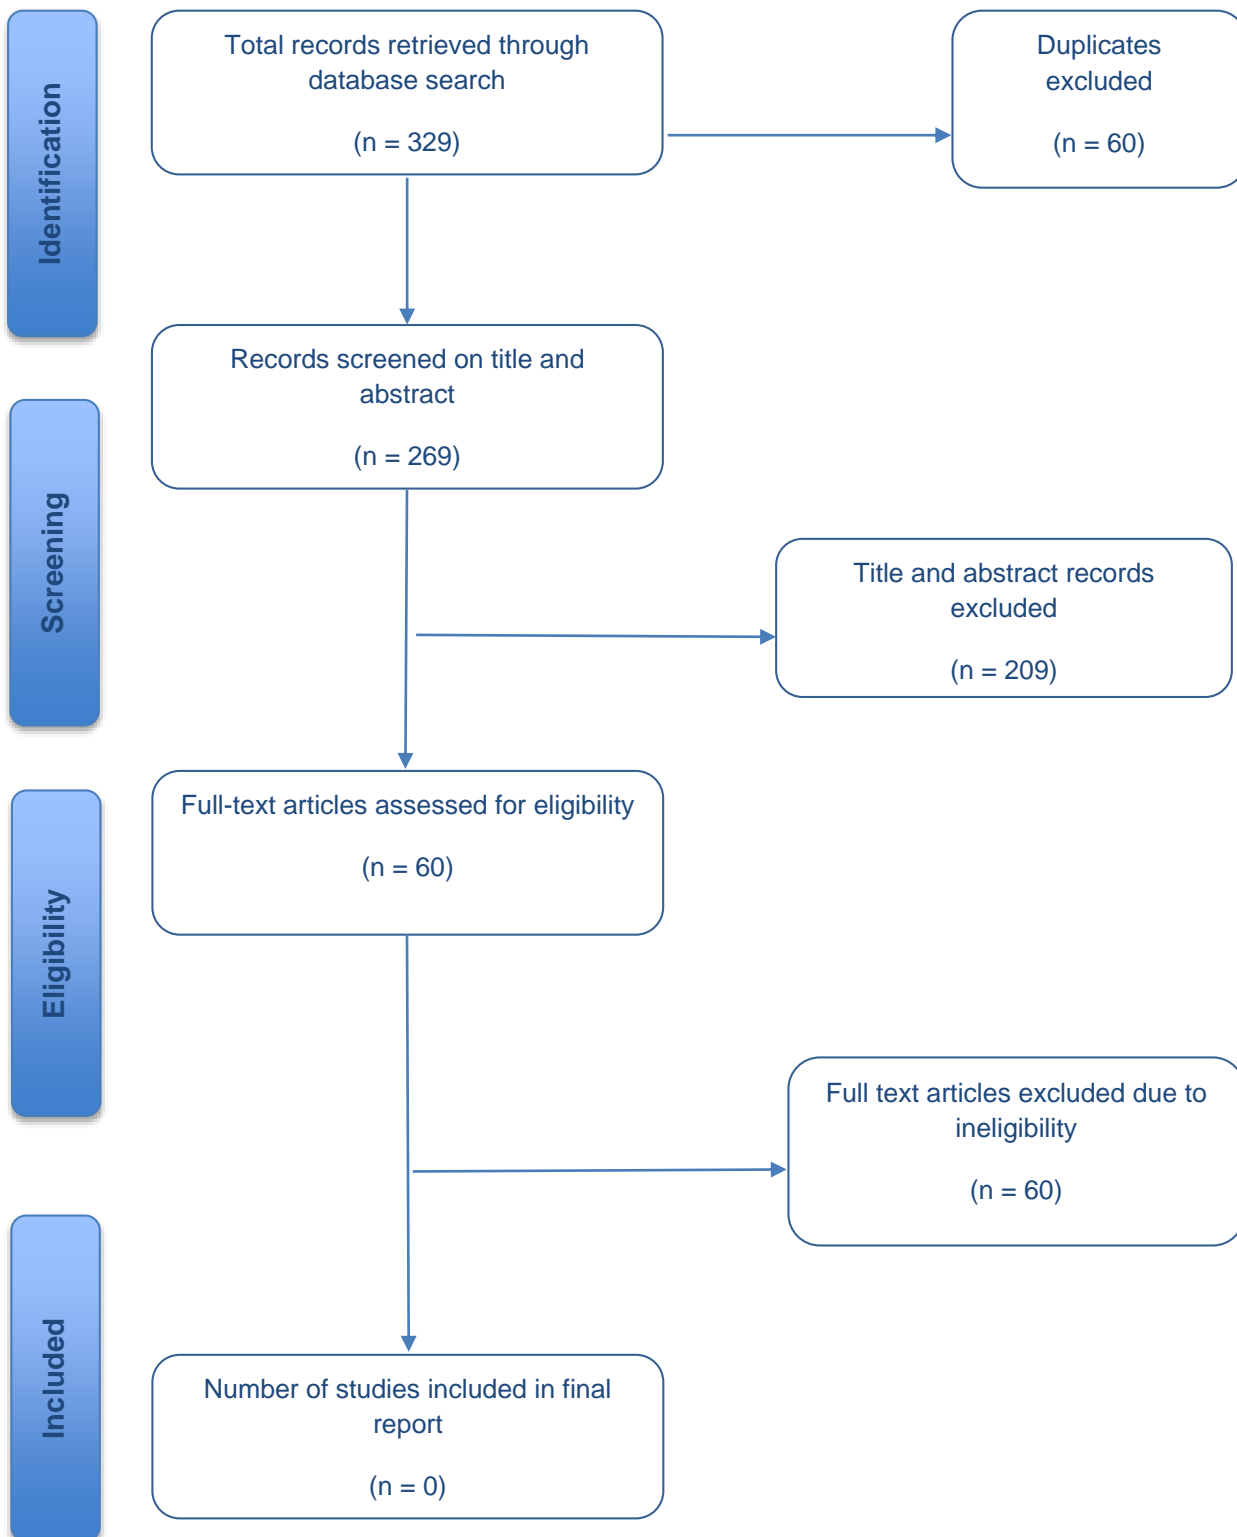 Identification
Total records retrieved through
database search
(n = 329)
Duplicates
excluded
(n = 60)
Records screened on title and
abstract
(n = 269)
Screening
Title and abstract records
excluded
(n = 209)
Full-text articles assessed for eligibility
(n = 60)
Eligibility
Full text articles excluded due to
ineligibility
(n = 60)
Included
Number of studies included in final
report
(n = 0)